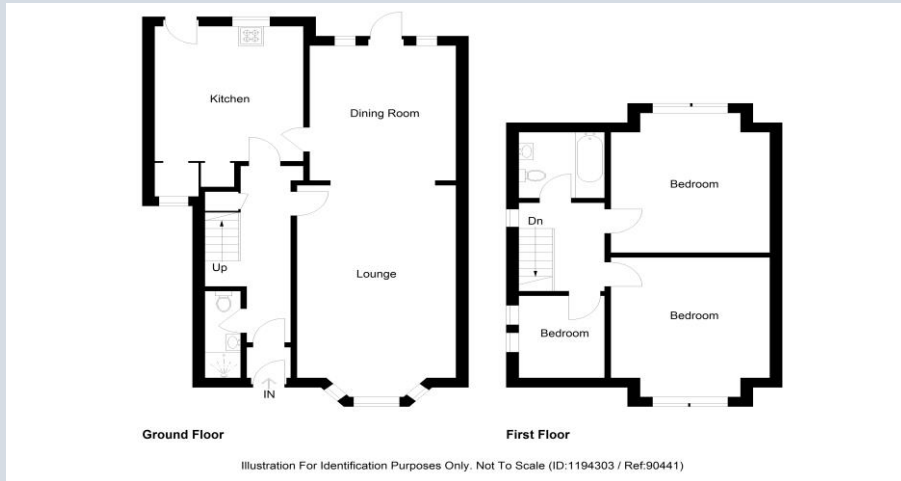 Kitchen
Dining Room
Up
Lounge
IN
Ground Floor
Bedroom
Dn
Bedroom
Bedroom
First Floor
Illustration For Identification Purposes Only. Not To Scale (ID:1194303 / Ref:90441)